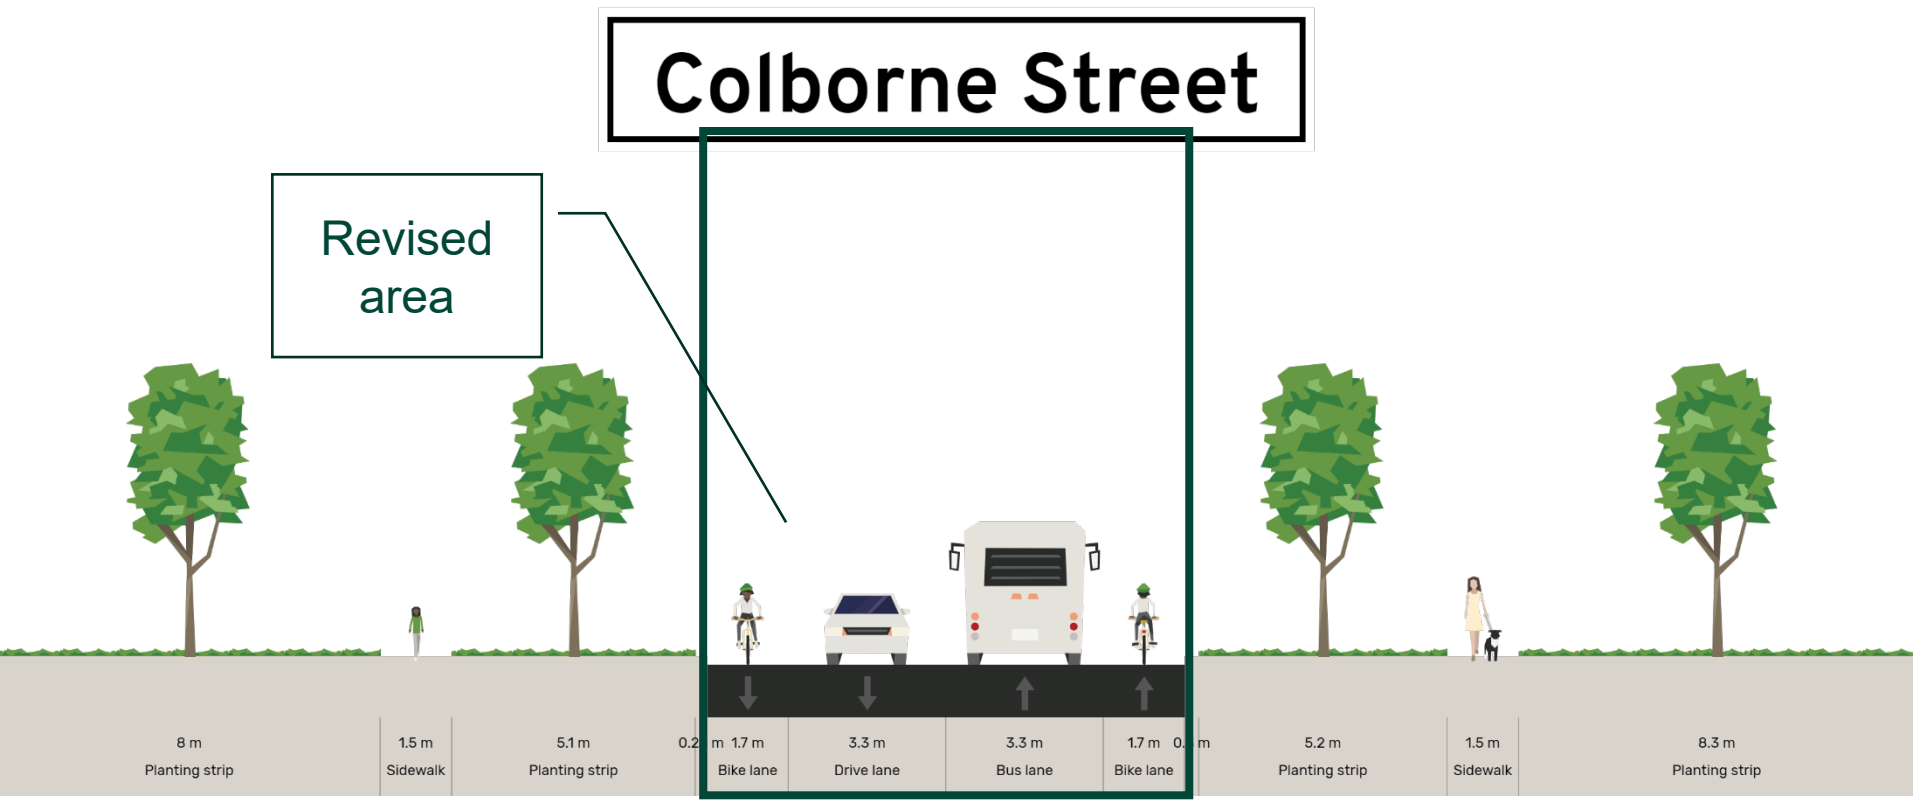 Colborne Street
Revised
area
8 m
Planting strip
1.5 m
Sidewalk
5.1 m
Planting strip
m
1.7 m
Bike lane
3.3 m
Drive lane
3.3 m
Bus lane
1.7 m
Bike lane
m
5.2 m
Planting strip
1.5 m
Sidewalk
8.3 m
Planting strip